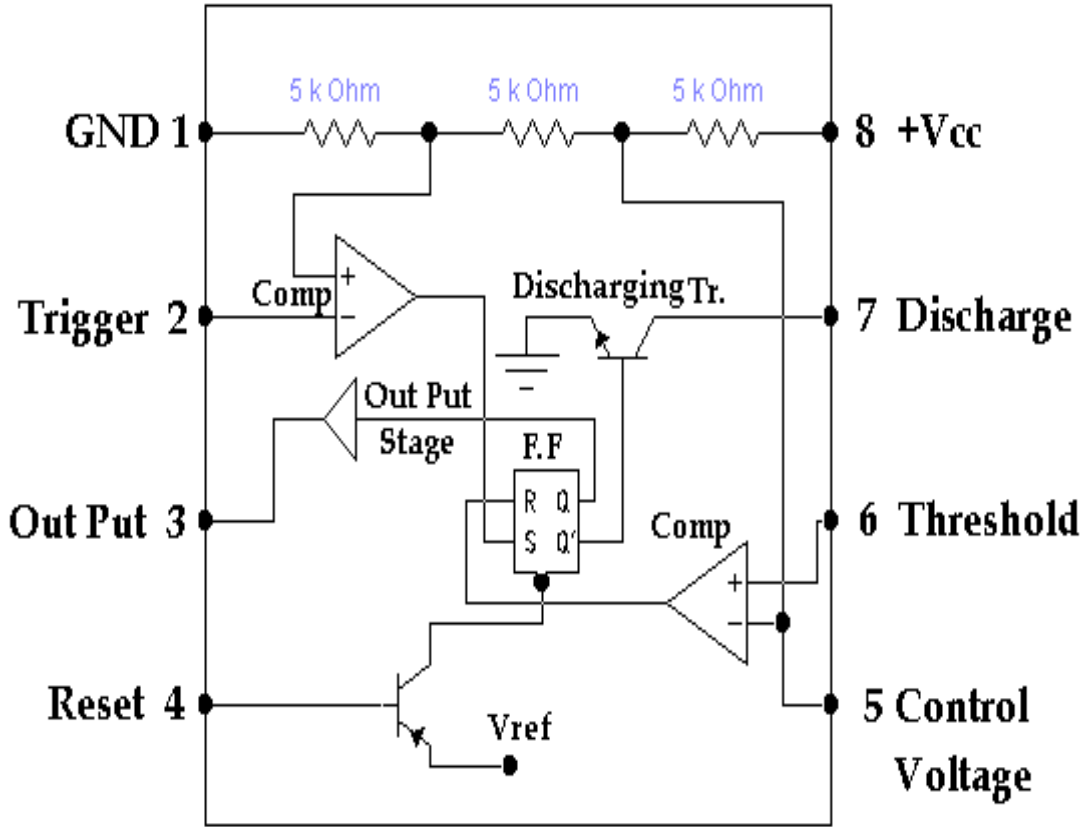 5 k Ohm 5 k Ohm 5 k Ohm
GND 1
8 +Vcc
Comp
+
−
Discharging Tr.
Trigger 2
7 Discharge
Out Put
Stage
F.F
R Q
S Q'
Out Put 3
Comp
+
−
6 Threshold
Reset 4
Vref
5 Control
Voltage